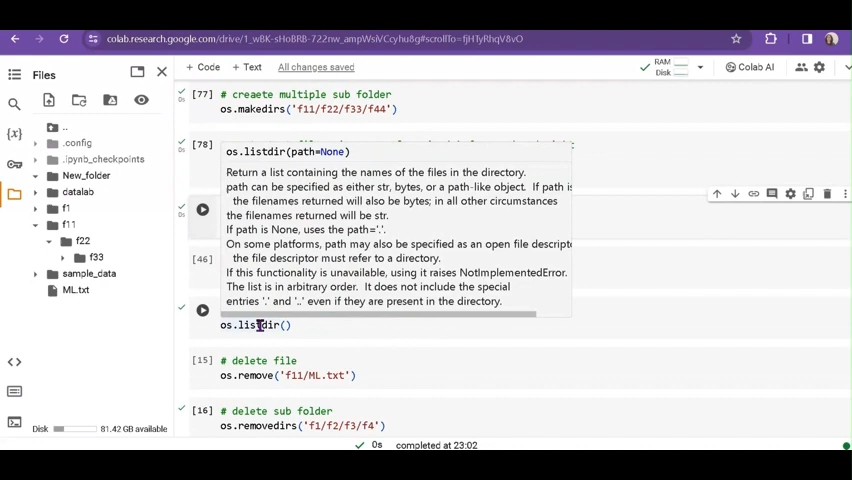 colab.research.google.com/drive/1_wBK-sHoBRB-722nw_ampWsiVCcyhu8g#scrollTo=fjHTyRhqV8vO
Files
+ Code + Text All changes saved
RAM
Disk
Colab AI
..
.config
.ipynb_checkpoints
New_folder
datalab
f1
f11
f22
f33
sample_data
ML.txt
Disk 81.42 GB available
[77] # creaete multiple sub folder
0s os.makedirs('f11/f22/f33/f44')
[78]
0s
os.listdir(path=None)
Return a list containing the names of the files in the directory.
path can be specified as either str, bytes, or a path-like object. If path is
the filenames returned will also be bytes; in all other circumstances
the filenames returned will be str.
If path is None, uses the path='.'.
On some platforms, path may also be specified as an open file descripto
the file descriptor must refer to a directory.
If this functionality is unavailable, using it raises NotImplementedError.
The list is in arbitrary order. It does not include the special
entries '.' and '..' even if they are present in the directory.
0s
[46]
os.listdir()
[15] # delete file
os.remove('f11/ML.txt')
[16] # delete sub folder
0s os.removedirs('f1/f2/f3/f4')
0s completed at 23:02